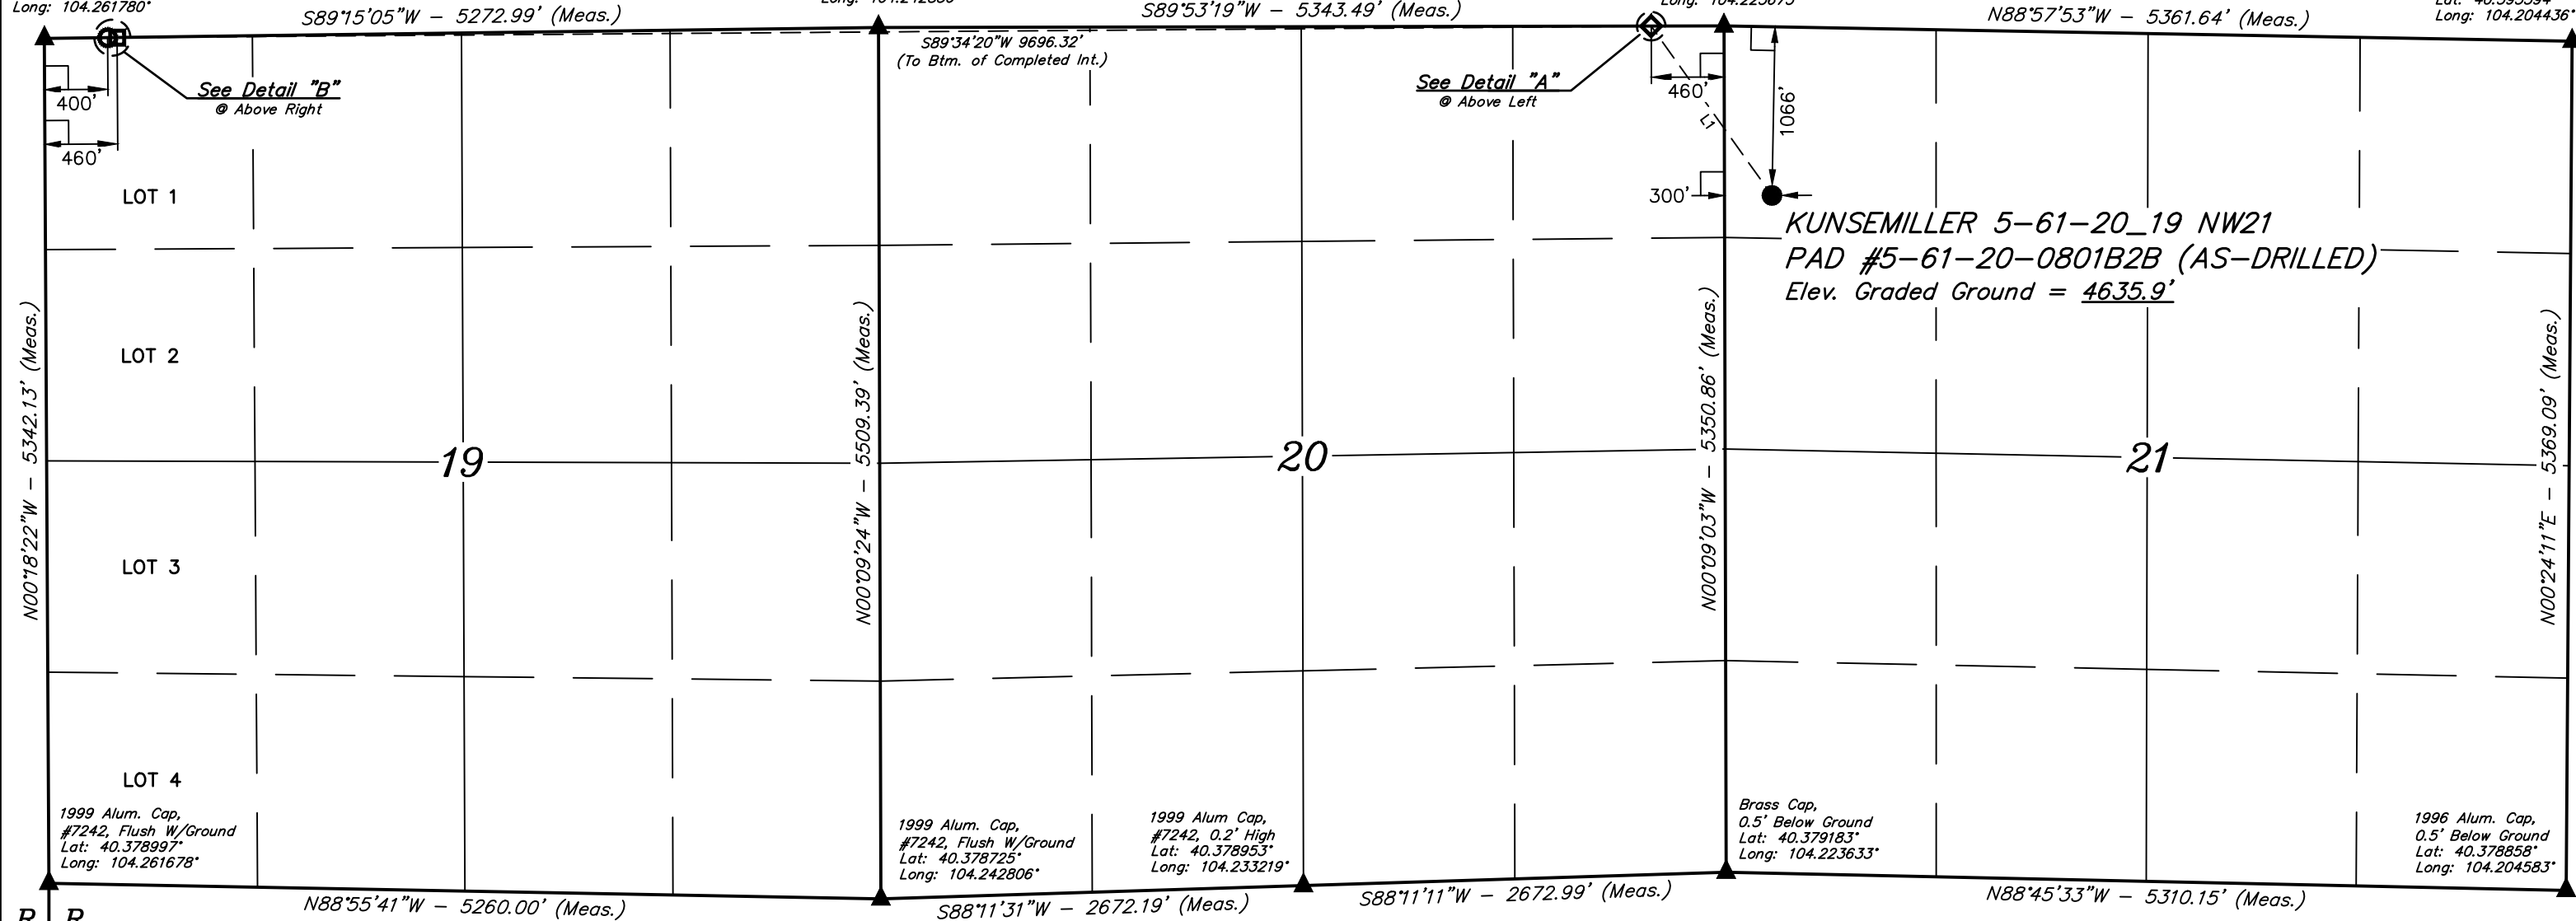 Long: 104.261780°
S89°15'05"W - 5272.99' (Meas.)
S89°53'19"W - 5343.49' (Meas.)
N88°57'53"W - 5361.64' (Meas.)
Long: 104.204436°
S89°34'20"W 9696.32'
(To Btm. of Completed Int.)
See Detail "B"
@ Above Right
See Detail "A"
@ Above Left
400'
460'
460'
L1
1066'
300'
LOT 1
KUNSEMILLER 5-61-20_19 NW21
PAD #5-61-20-0801B2B (AS-DRILLED)
Elev. Graded Ground = 4635.9'
LOT 2
N00°18'22"W - 5342.13' (Meas.)
N00°09'24"W - 5509.39' (Meas.)
N00°09'03"W - 5350.86' (Meas.)
N00°24'11"E - 5369.09' (Meas.)
19
20
21
LOT 3
LOT 4
1999 Alum. Cap,
#7242, Flush W/Ground
Lat: 40.378997°
Long: 104.261678°
1999 Alum. Cap,
#7242, Flush W/Ground
Lat: 40.378725°
Long: 104.242806°
1999 Alum Cap,
#7242, 0.2' High
Lat: 40.378953°
Long: 104.233219°
Brass Cap,
0.5' Below Ground
Lat: 40.379183°
Long: 104.223633°
1996 Alum. Cap,
0.5' Below Ground
Lat: 40.378858°
Long: 104.204583°
N88°55'41"W - 5260.00' (Meas.)
S88°11'31"W - 2672.19' (Meas.)
S88°11'11"W - 2672.99' (Meas.)
N88°45'33"W - 5310.15' (Meas.)
R R